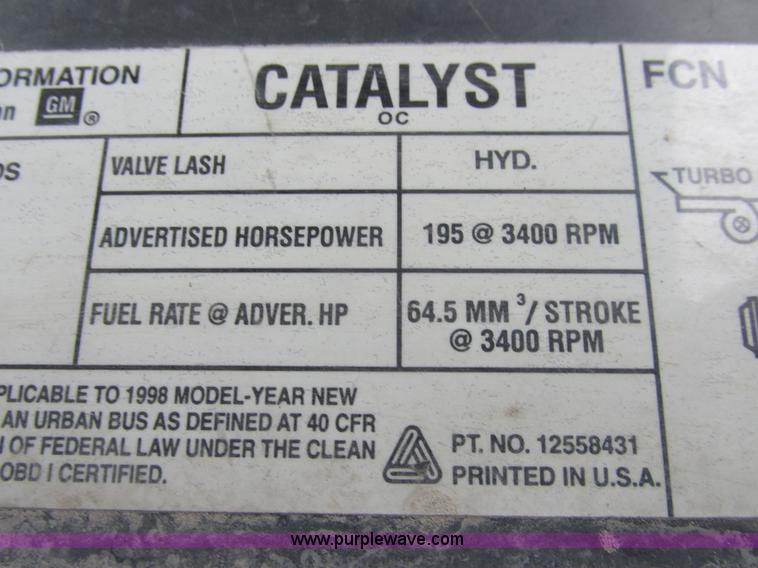 ORMATION
GM ®
CATALYST
OC
FCN
VALVE LASH
HYD.
TURBO
ADVERTISED HORSEPOWER
195 @ 3400 RPM
FUEL RATE @ ADVER. HP
64.5 MM ³/ STROKE
@ 3400 RPM
PLICABLE TO 1998 MODEL-YEAR NEW
AN URBAN BUS AS DEFINED AT 40 CFR
OF FEDERAL LAW UNDER THE CLEAN
OBD I CERTIFIED.
PT. NO. 12558431
PRINTED IN U.S.A.
www.purplewave.com